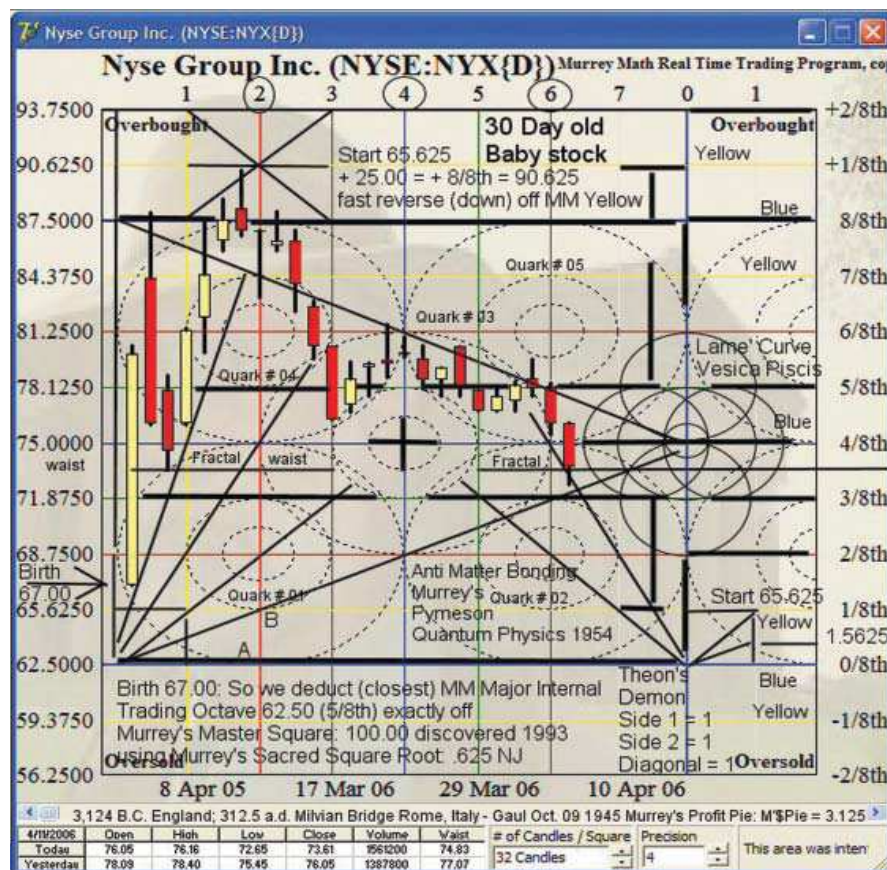 Nyse Group Inc. (NYSE:NYX{D})
Nyse Group Inc. (NYSE:NYX{D}) Murrey Math Real Time Trading Program, co
1 2 3 4 5 6 7 0 1
93.7500 +2/8th
Overbought 30 Day old Overbought
Baby stock Yellow
90.6250 Start 65.625 +1/8th
+ 25.00 = + 8/8th = 90.625
fast reverse (down) off MM Yellow
Blue
87.5000 8/8th
Quark # 05 Yellow
84.3750 7/8th
Quark # 03
81.2500 6/8th
Lame' Curve
Quark # 04 Vesica Piscis
78.1250 5/8th
Blue
75.0000 4/8th
waist Fractal waist Fractal
71.8750 3/8th
68.7500 2/8th
Birth Anti Matter Bonding
67.00 Quark # 01 Murrey's Quark # 02 Start 65.625
65.6250 Pymeson 1/8th
B Yellow
Quantum Physics 1954 1.5625
A
62.5000 0/8th
Theon's Blue
Birth 67.00: So we deduct (closest) MM Major Internal Demon
Trading Octave 62.50 (5/8th) exactly off Side 1 = 1 Yellow
59.3750 -1/8th
Murrey's Master Square: 100.00 discovered 1993 Side 2 = 1
using Murrey's Sacred Square Root: .625 NJ Diagonal = 1
Oversold Oversold
56.2500 -2/8th
8 Apr 05 17 Mar 06 29 Mar 06 10 Apr 06
3,124 B.C. England; 312.5 a.d. Milvian Bridge Rome, Italy - Gaul Oct. 09 1945 Murrey's Profit Pie: M'$Pie = 3.125
4/11/2006 Open High Low Close Volume Waist # of Candles / Square Precision
Today 76.05 76.16 72.65 73.61 1561200 74.83 32 Candles 4 This area was inten
Yesterday 78.09 78.40 75.45 76.05 1387800 77.07